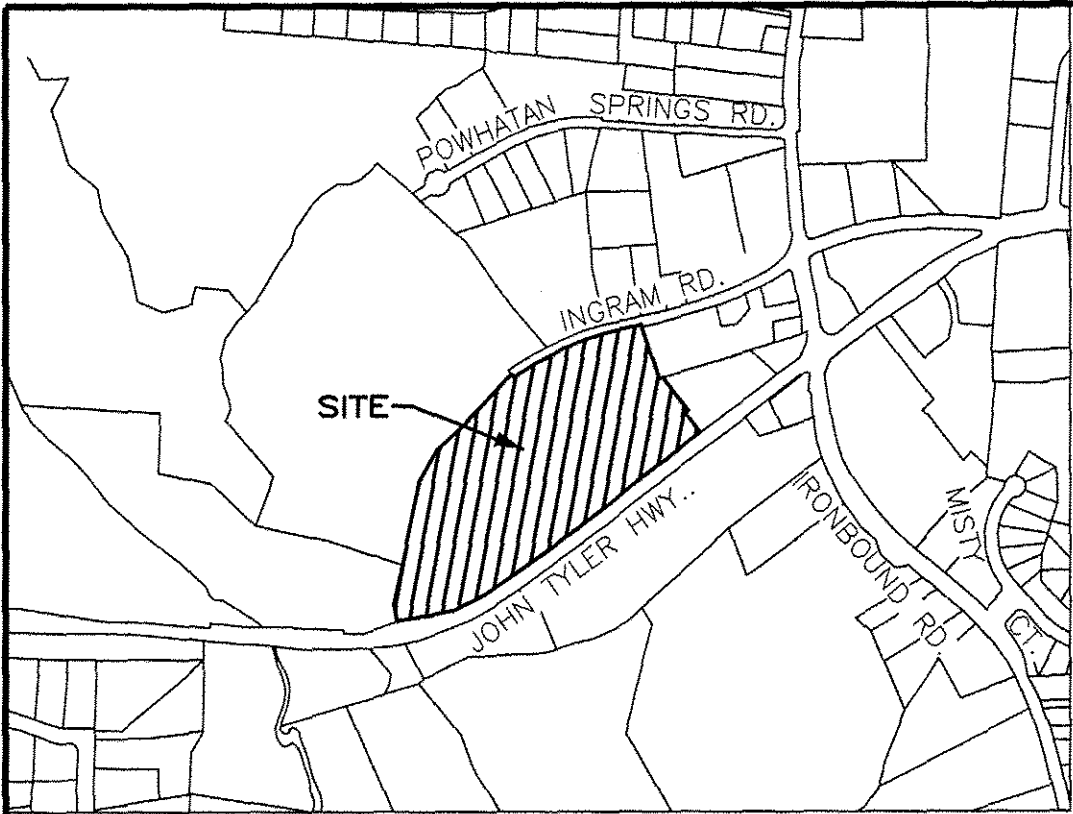 POWHATAN SPRINGS RD.
INGRAM RD.
SITE
JOHN TYLER HWY..
IRONBOUND RD.
MISTY CT.